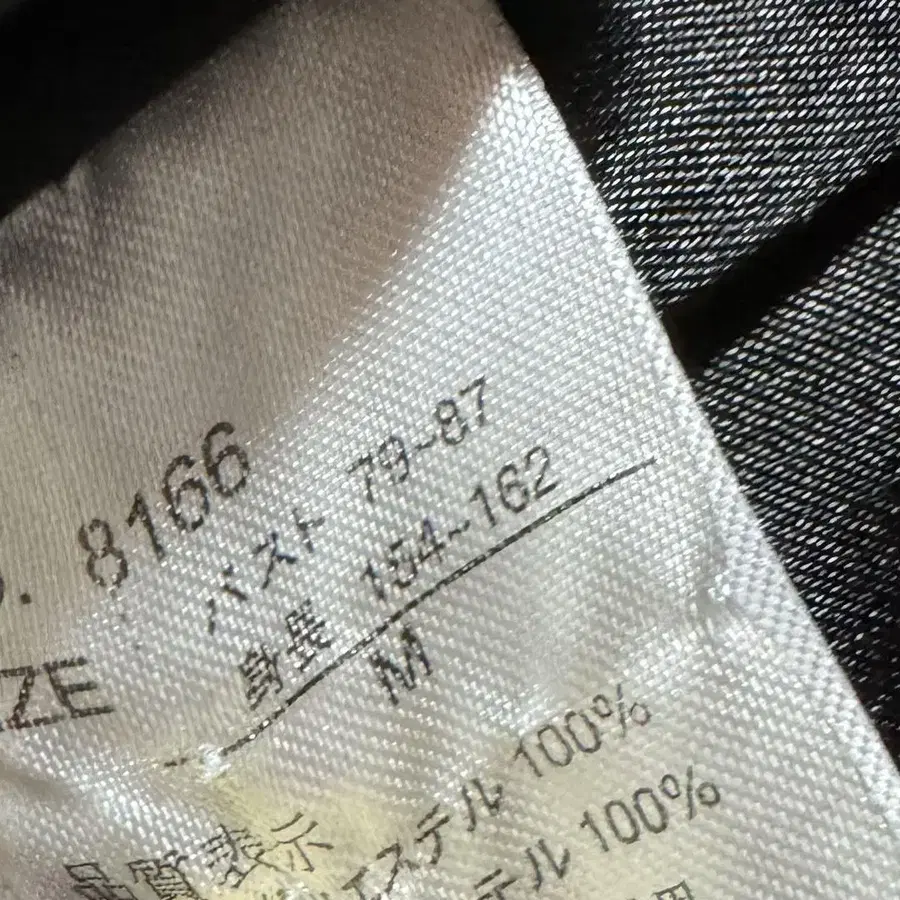 . 8166
バスト 79~87
身長 154~162
ZE
M
品質表示
エステル 100%
テル 100%